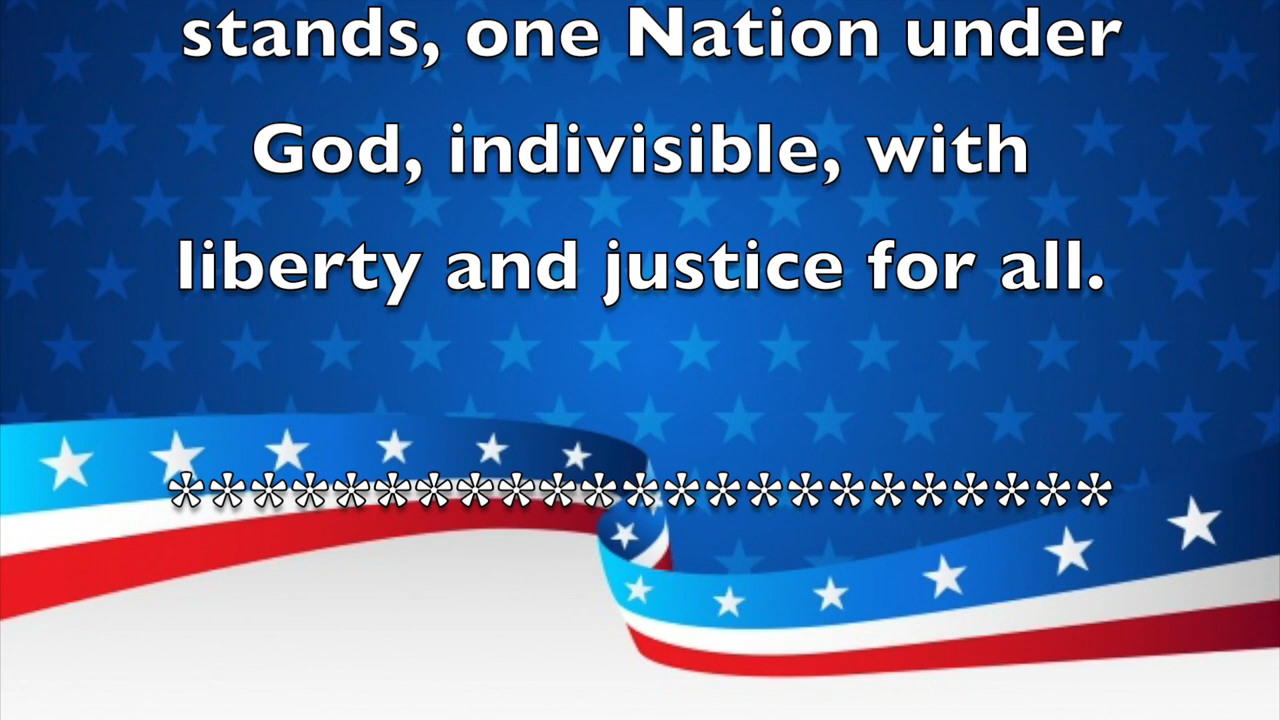 stands, one Nation under
God, indivisible, with
liberty and justice for all.
***********************